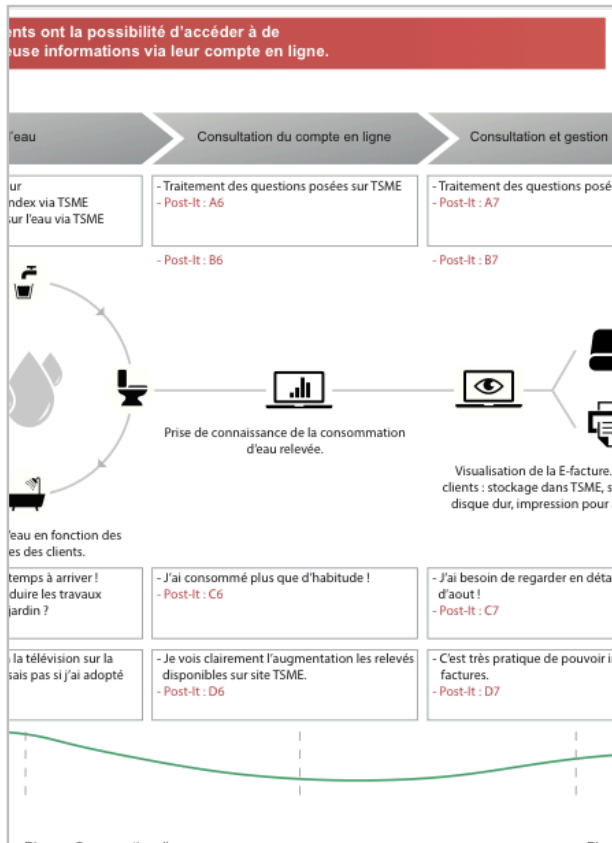 ents ont la possibilité d'accéder à de
euse informations via leur compte en ligne.
l'eau
Consultation du compte en ligne
Consultation et gestion
ur
ndex via TSME
sur l'eau via TSME
- Traitement des questions posées sur TSME
- Post-It : A6
- Traitement des questions posé
- Post-It : A7
- Post-It : B6
- Post-It : B7
Prise de connaissance de la consommation
d'eau relevée.
Visualisation de la E-facture.
clients : stockage dans TSME, s
disque dur, impression pour
'eau en fonction des
es des clients.
temps à arriver !
duire les travaux
jardin ?
- J'ai consommé plus que d'habitude !
- Post-It : C6
- J'ai besoin de regarder en déta
d'aout !
- Post-It : C7
la télévision sur la
sais pas si j'ai adopté
- Je vois clairement l'augmentation les relevés
disponibles sur site TSME.
- Post-It : D6
- C'est très pratique de pouvoir i
factures.
- Post-It : D7